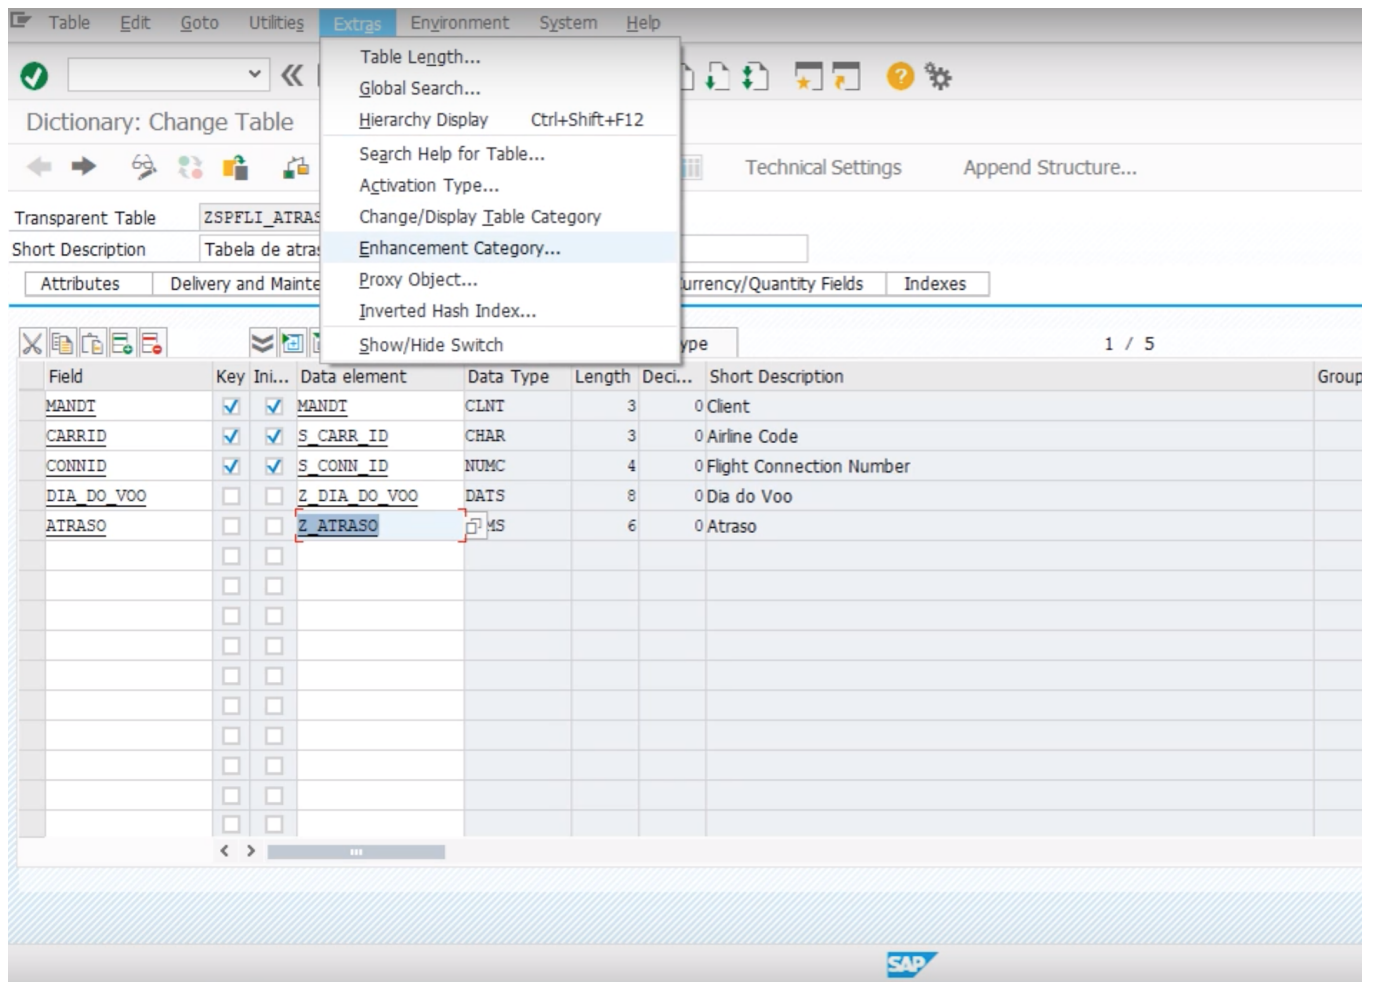 Table Edit Goto Utilities Extras Environment System Help
Table Length...
Global Search...
Hierarchy Display Ctrl+Shift+F12
Dictionary: Change Table
Search Help for Table...
Technical Settings Append Structure...
Activation Type...
Transparent Table ZSPFLI_ATRAS
Change/Display Table Category
Short Description Tabela de atras
Enhancement Category...
Attributes Delivery and Mainte
Proxy Object...
urrency/Quantity Fields Indexes
Inverted Hash Index...
Show/Hide Switch
ype 1 / 5
Field Key Ini... Data element Data Type Length Deci... Short Description Group
MANDT MANDT CLNT 3 0 Client
CARRID S_CARR_ID CHAR 3 0 Airline Code
CONNID S_CONN_ID NUMC 4 0 Flight Connection Number
DIA_DO_VOO Z_DIA_DO_VOO DATS 8 0 Dia do Voo
ATRASO Z_ATRASO MS 6 0 Atraso
SAP